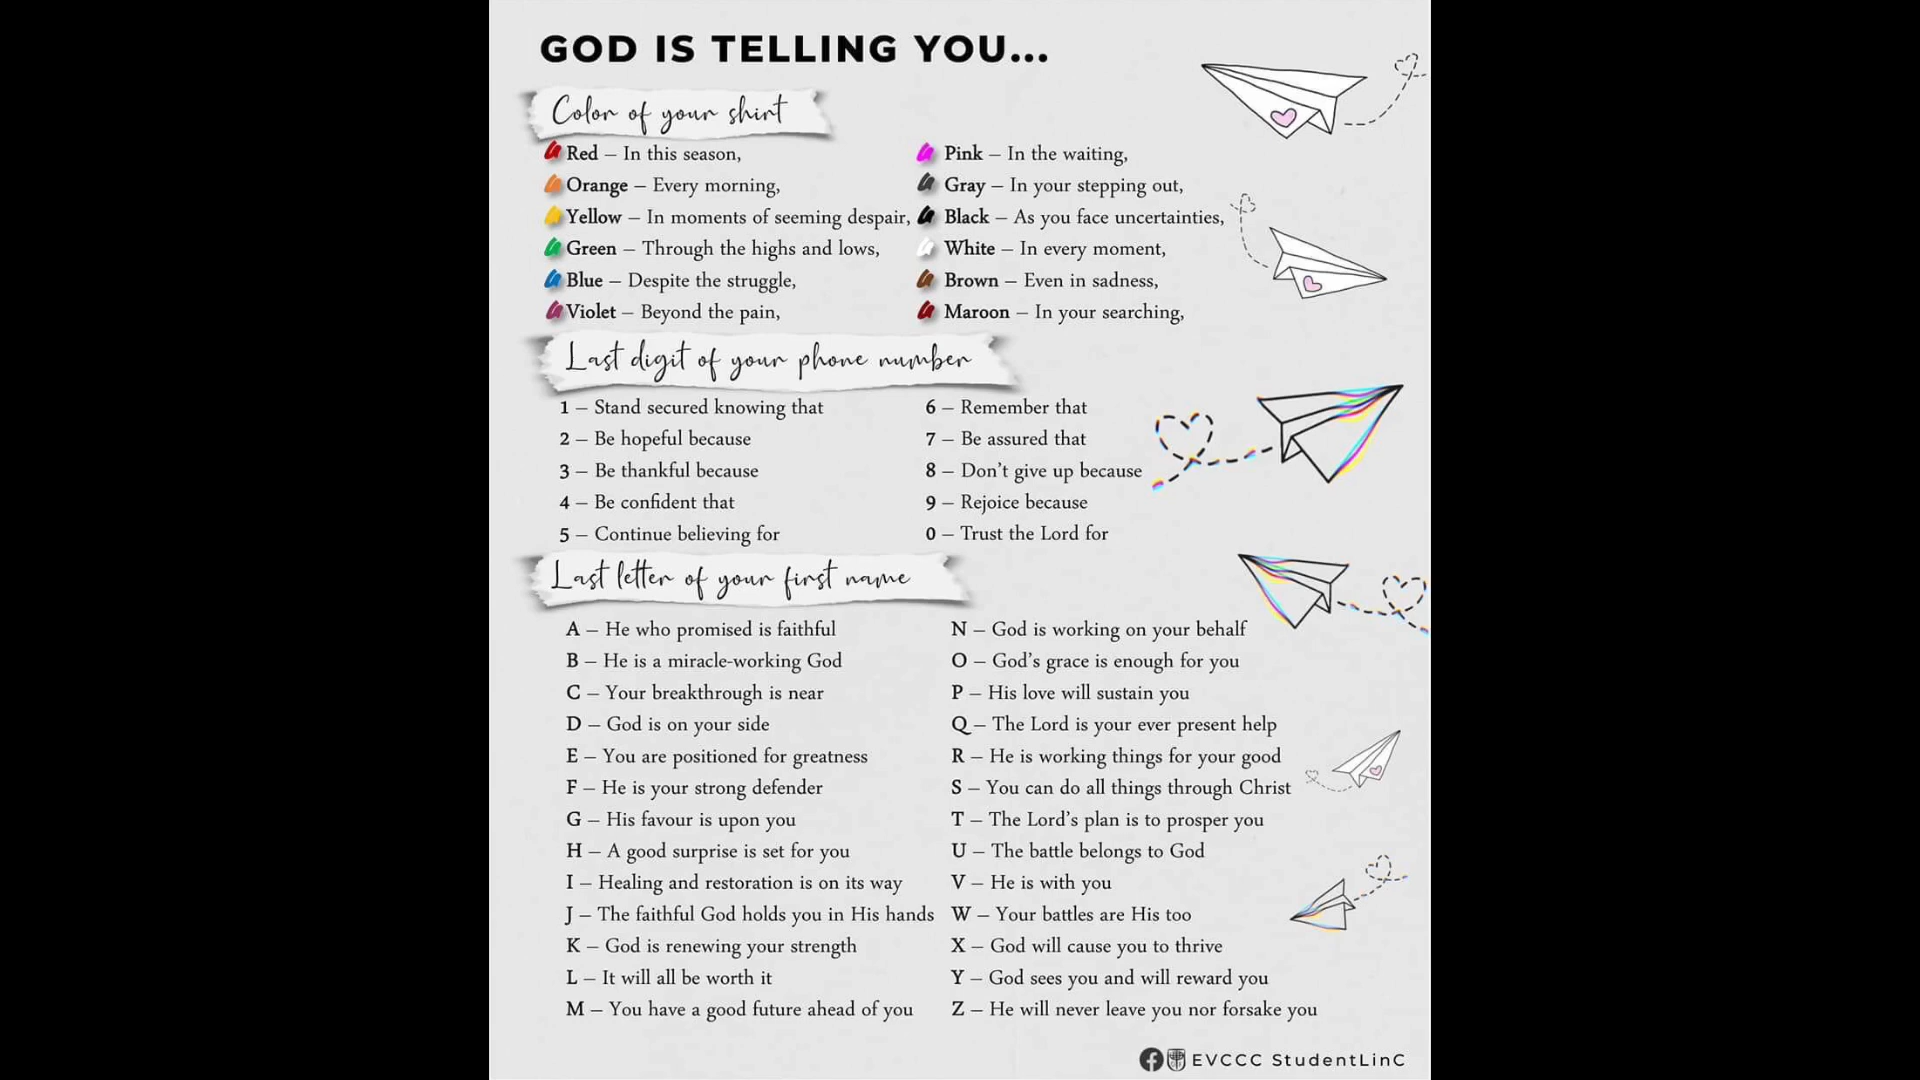 GOD IS TELLING YOU...
Color of your shirt
Red – In this season,
Orange – Every morning,
Yellow – In moments of seeming despair,
Green – Through the highs and lows,
Blue – Despite the struggle,
Violet – Beyond the pain,
Pink – In the waiting,
Gray – In your stepping out,
Black – As you face uncertainties,
White – In every moment,
Brown – Even in sadness,
Maroon – In your searching,
Last digit of your phone number
1 – Stand secured knowing that
2 – Be hopeful because
3 – Be thankful because
4 – Be confident that
5 – Continue believing for
6 – Remember that
7 – Be assured that
8 – Don't give up because
9 – Rejoice because
0 – Trust the Lord for
Last letter of your first name
A – He who promised is faithful
B – He is a miracle-working God
C – Your breakthrough is near
D – God is on your side
E – You are positioned for greatness
F – He is your strong defender
G – His favour is upon you
H – A good surprise is set for you
I – Healing and restoration is on its way
J – The faithful God holds you in His hands
K – God is renewing your strength
L – It will all be worth it
M – You have a good future ahead of you
N – God is working on your behalf
O – God's grace is enough for you
P – His love will sustain you
Q – The Lord is your ever present help
R – He is working things for your good
S – You can do all things through Christ
T – The Lord's plan is to prosper you
U – The battle belongs to God
V – He is with you
W – Your battles are His too
X – God will cause you to thrive
Y – God sees you and will reward you
Z – He will never leave you nor forsake you
EVCCC StudentLinC